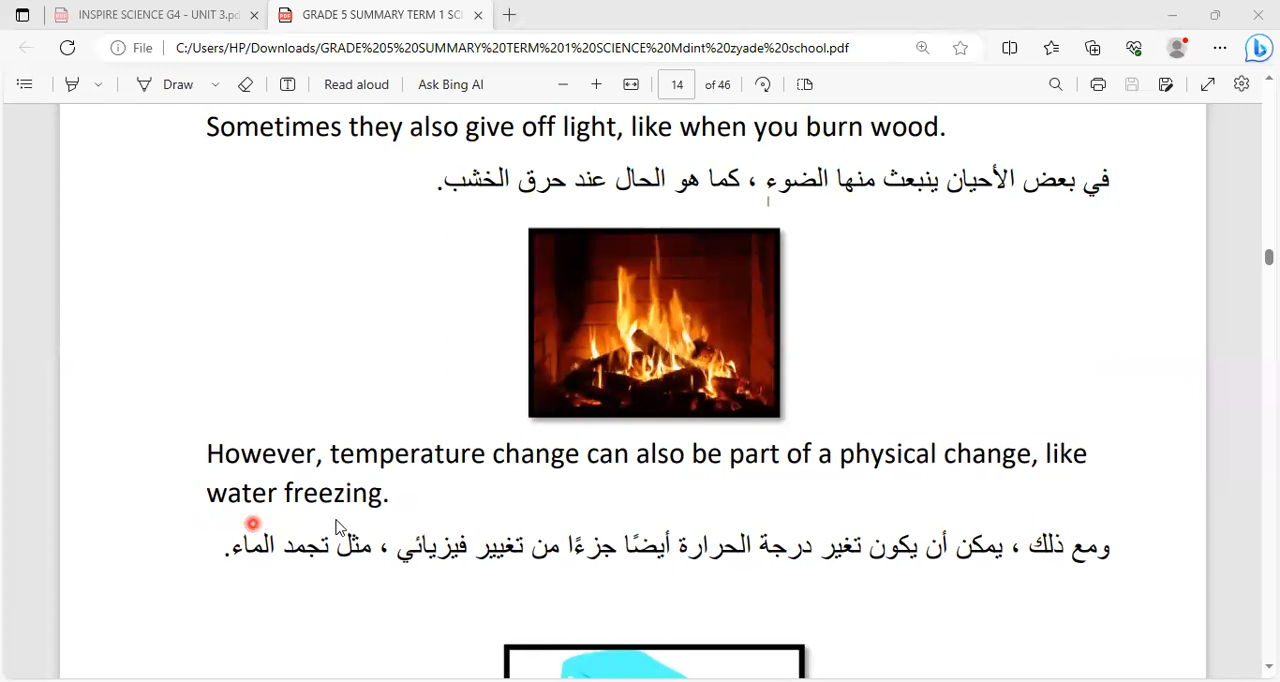 INSPIRE SCIENCE G4 - UNIT 3.pd
GRADE 5 SUMMARY TERM 1 SCI
File
C:/Users/HP/Downloads/GRADE%205%20SUMMARY%20TERM%201%20SCIENCE%20Mdint%20zyade%20school.pdf
Draw
Read aloud
Ask Bing AI
14 of 46
Sometimes they also give off light, like when you burn wood.
في بعض الأحيان ينبعث منها الضوء ، كما هو الحال عند حرق الخشب.
However, temperature change can also be part of a physical change, like
water freezing.
ومع ذلك ، يمكن أن يكون تغير درجة الحرارة أيضًا جزءًا من تغيير فيزيائي ، مثل تجمد الماء.